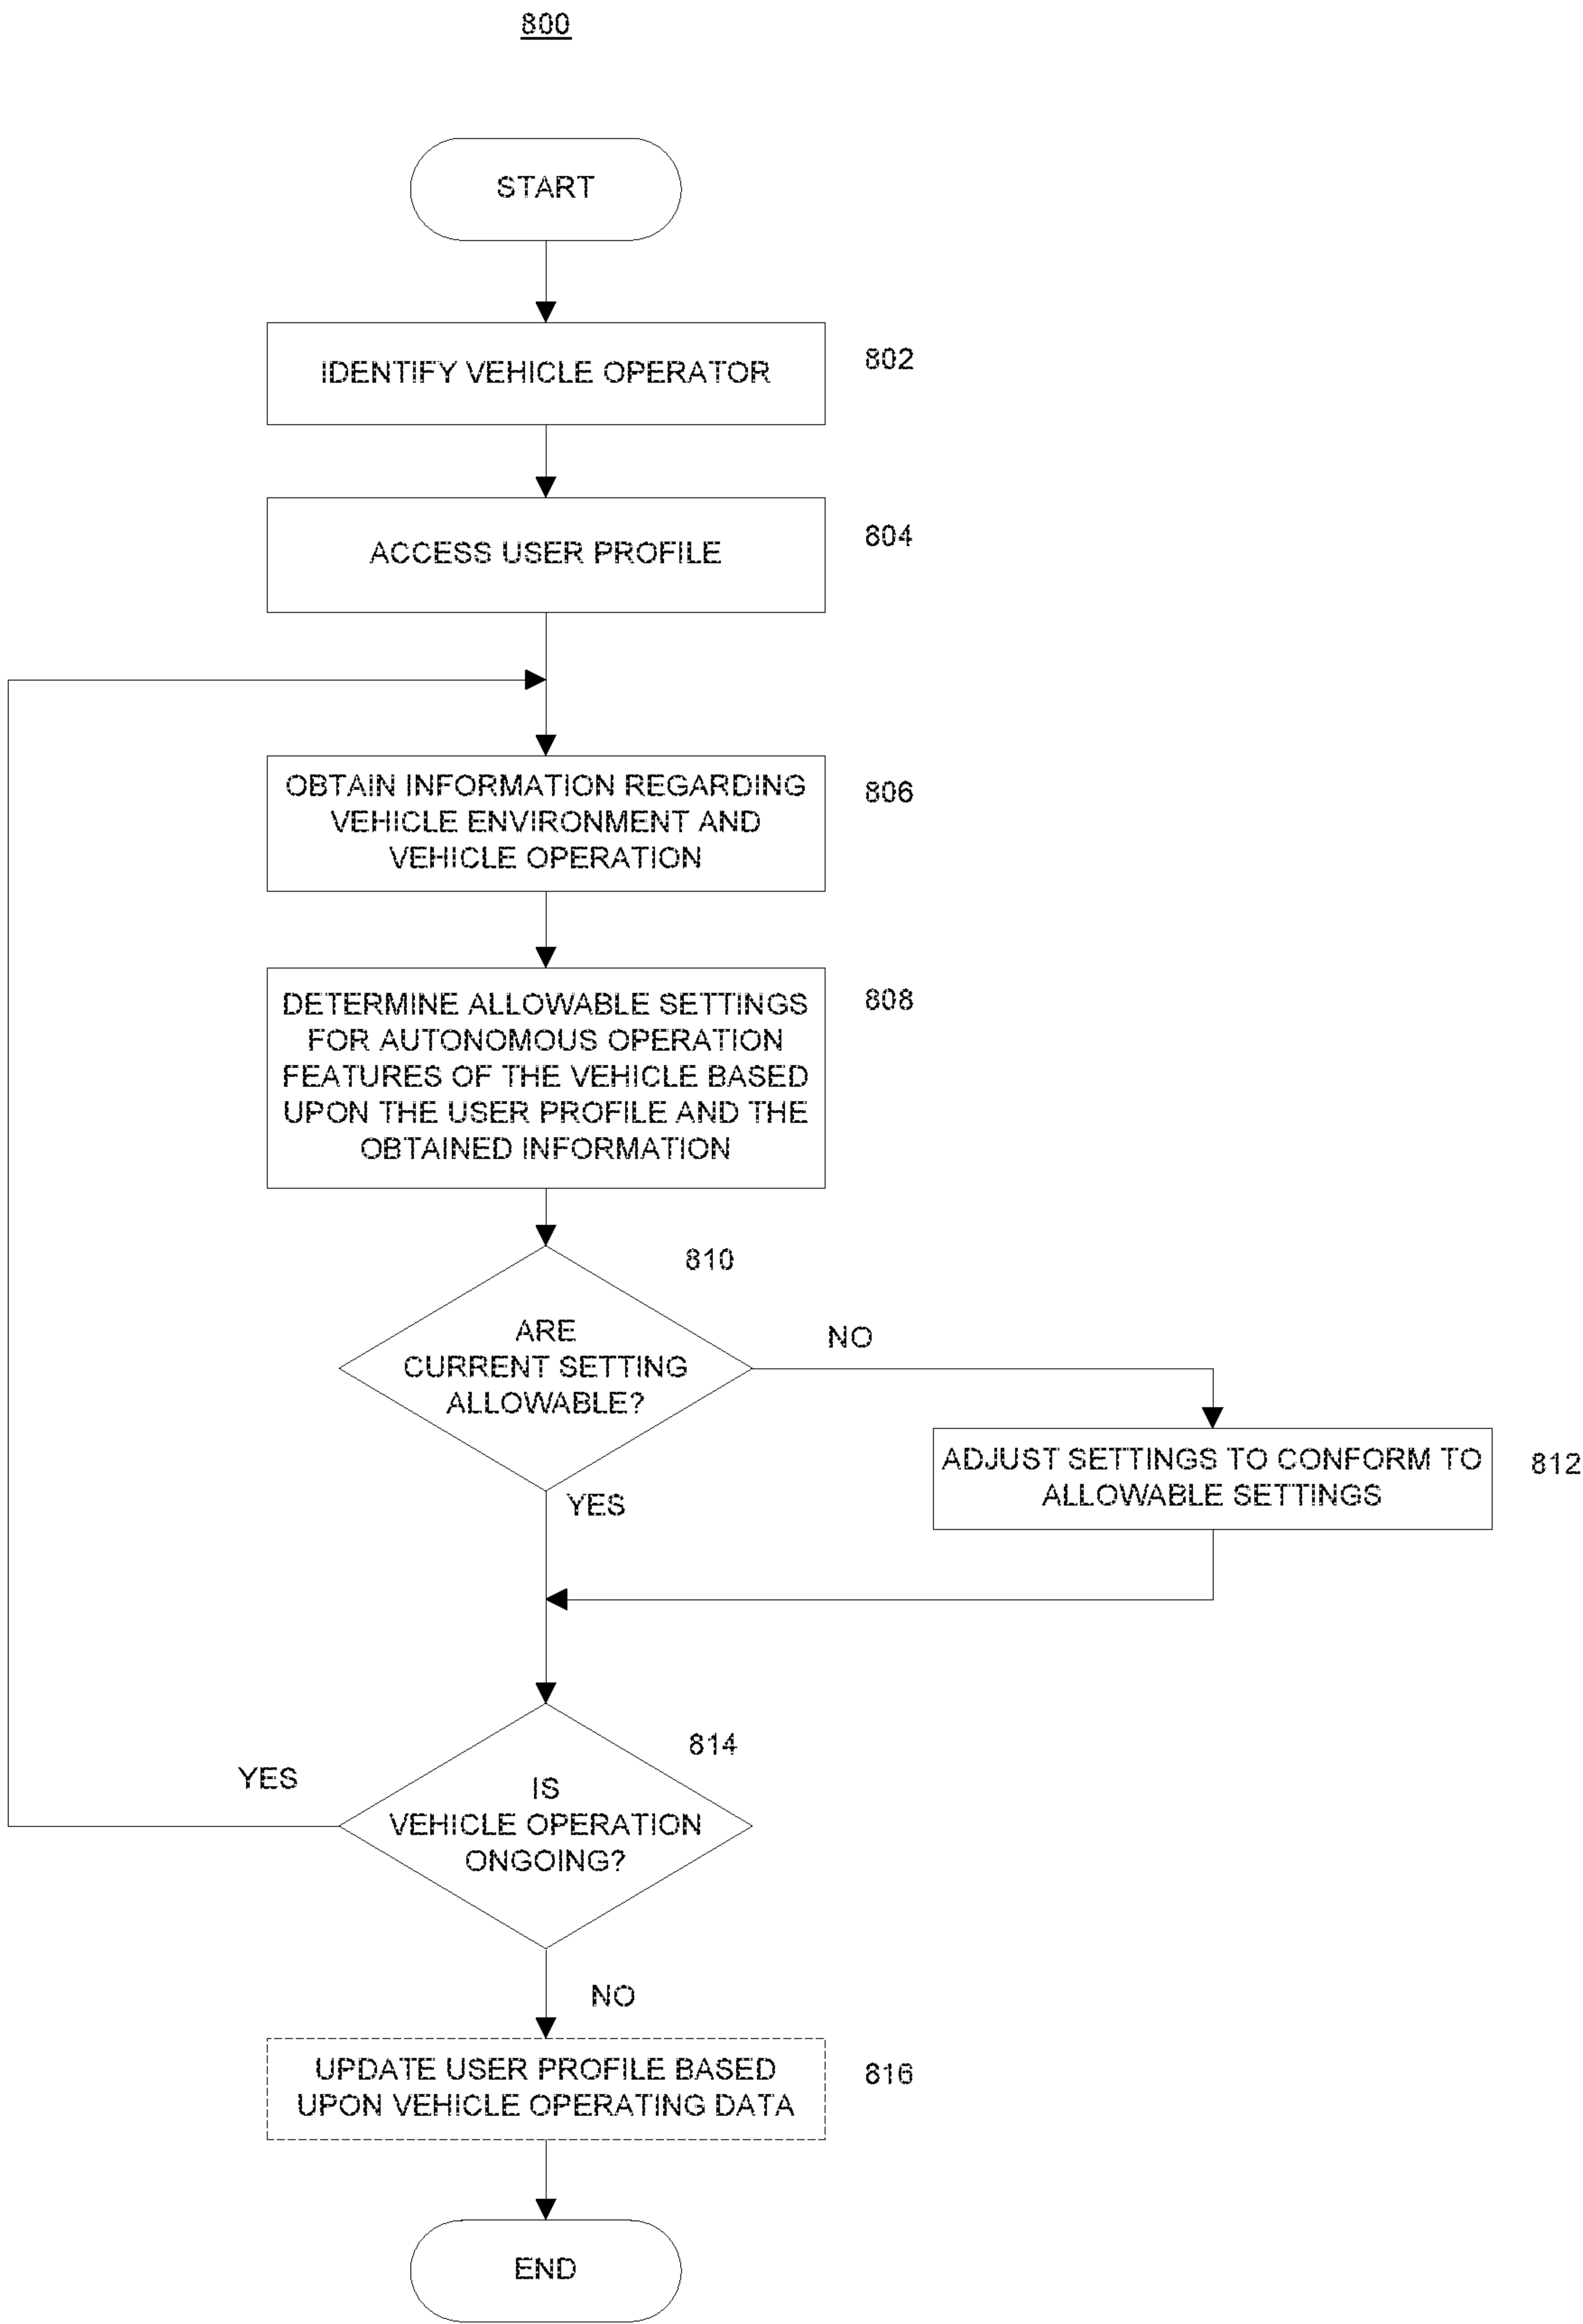 800
START
IDENTIFY VEHICLE OPERATOR
802
ACCESS USER PROFILE
804
OBTAIN INFORMATION REGARDING
VEHICLE ENVIRONMENT AND
VEHICLE OPERATION
806
DETERMINE ALLOWABLE SETTINGS
FOR AUTONOMOUS OPERATION
FEATURES OF THE VEHICLE BASED
UPON THE USER PROFILE AND THE
OBTAINED INFORMATION
808
810
ARE
CURRENT SETTING
ALLOWABLE?
NO
YES
ADJUST SETTINGS TO CONFORM TO
ALLOWABLE SETTINGS
812
814
IS
VEHICLE OPERATION
ONGOING?
YES
NO
UPDATE USER PROFILE BASED
UPON VEHICLE OPERATING DATA
816
END